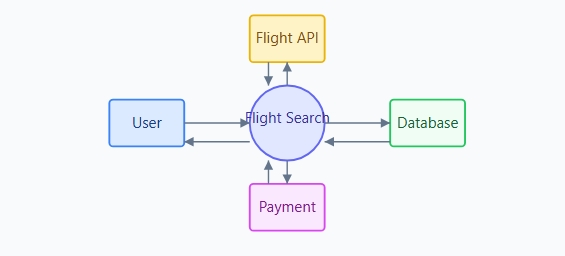 Flight API
User
Flight Search
Database
Payment